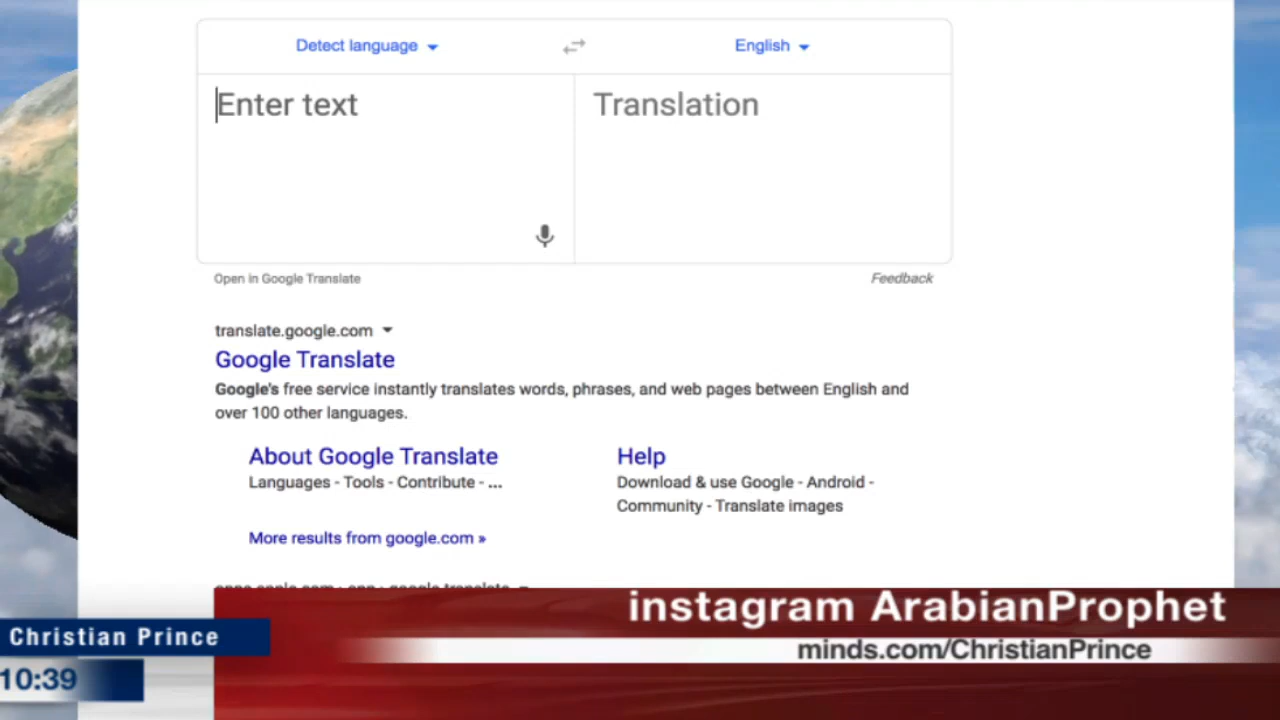 Detect language
English
Enter text
Translation
Open in Google Translate
Feedback
translate.google.com
Google Translate
Google's free service instantly translates words, phrases, and web pages between English and
over 100 other languages.
About Google Translate
Help
Languages - Tools - Contribute - ...
Download & use Google - Android -
Community - Translate images
More results from google.com »
instagram ArabianProphet
Christian Prince
minds.com/ChristianPrince
10:39